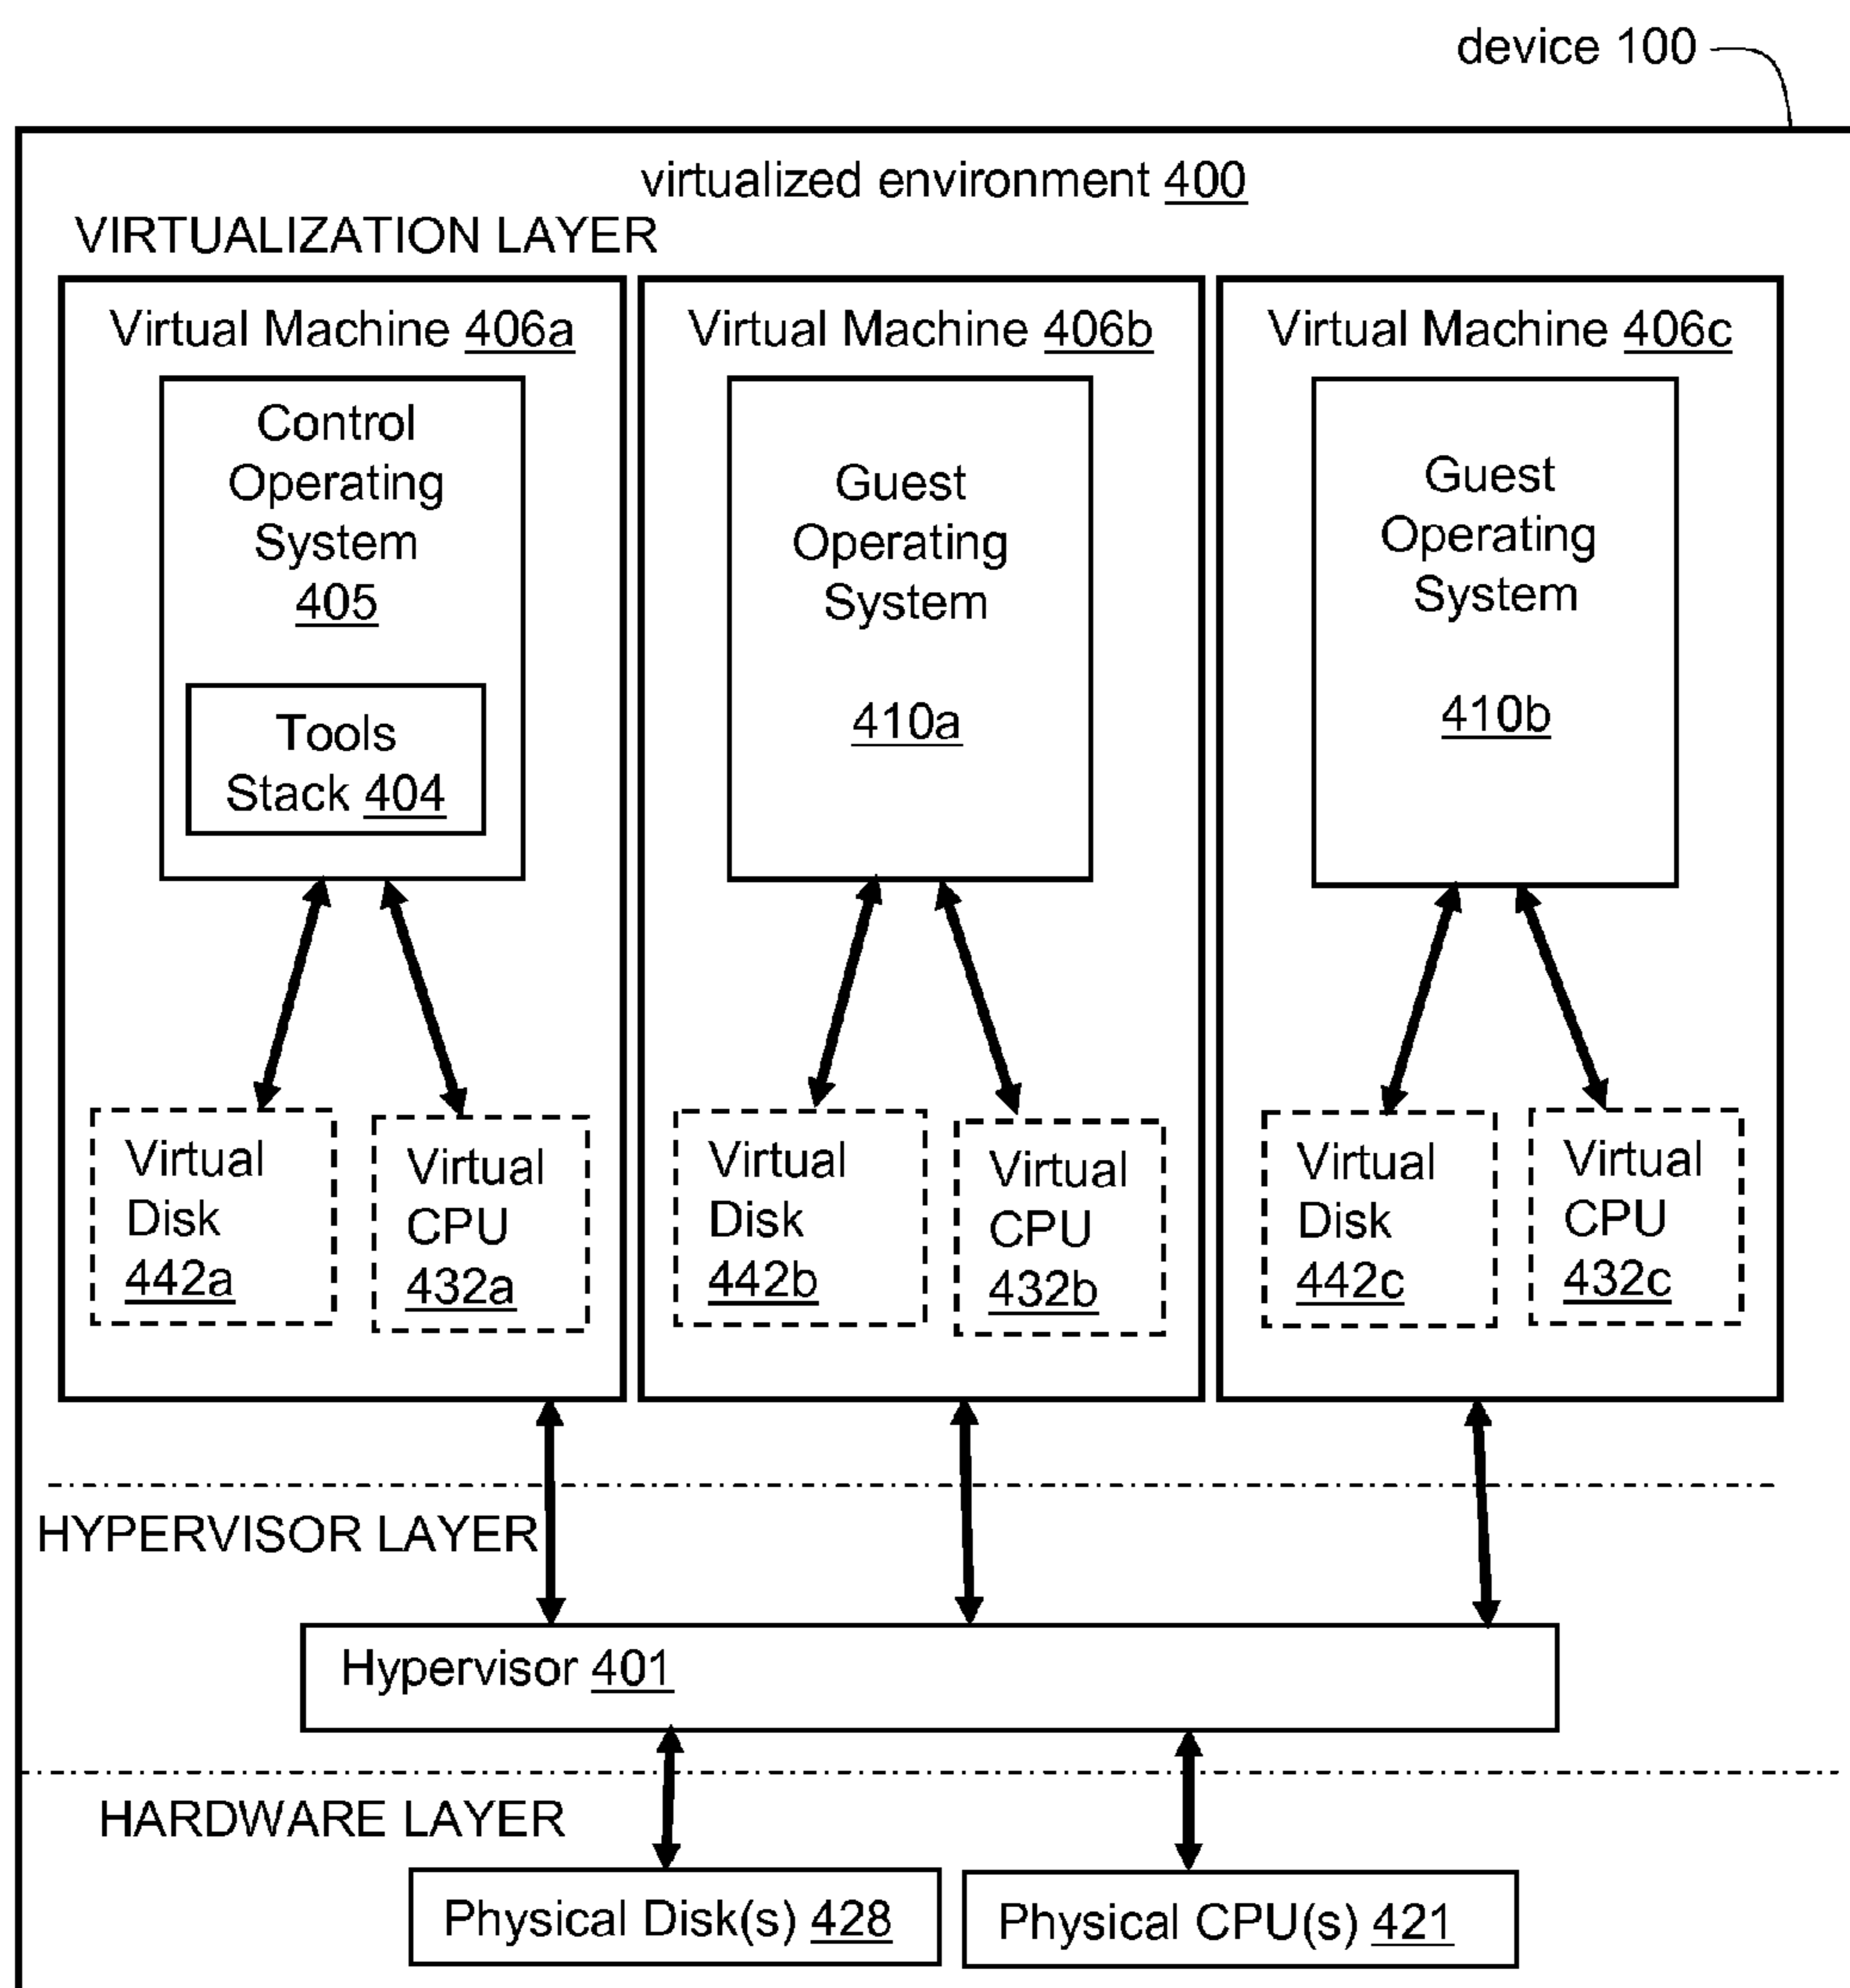 device 100
virtualized environment 400
VIRTUALIZATION LAYER
Virtual Machine 406a
Control
Operating
System
405
Tools
Stack 404
Virtual
Disk
442a
Virtual
CPU
432a
Virtual Machine 406b
Guest
Operating
System
410a
Virtual
Disk
442b
Virtual
CPU
432b
Virtual Machine 406c
Guest
Operating
System
410b
Virtual
Disk
442c
Virtual
CPU
432c
HYPERVISOR LAYER
Hypervisor 401
HARDWARE LAYER
Physical Disk(s) 428
Physical CPU(s) 421